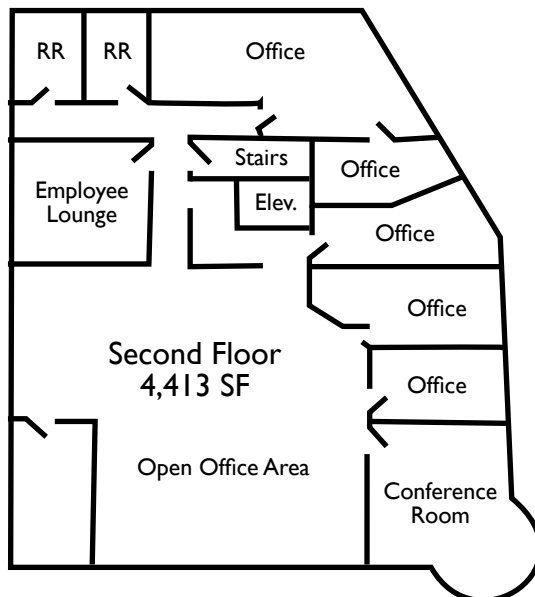 RR
RR
Office
Stairs
Office
Employee
Lounge
Elev.
Office
Office
Second Floor
4,413 SF
Office
Open Office Area
Conference
Room